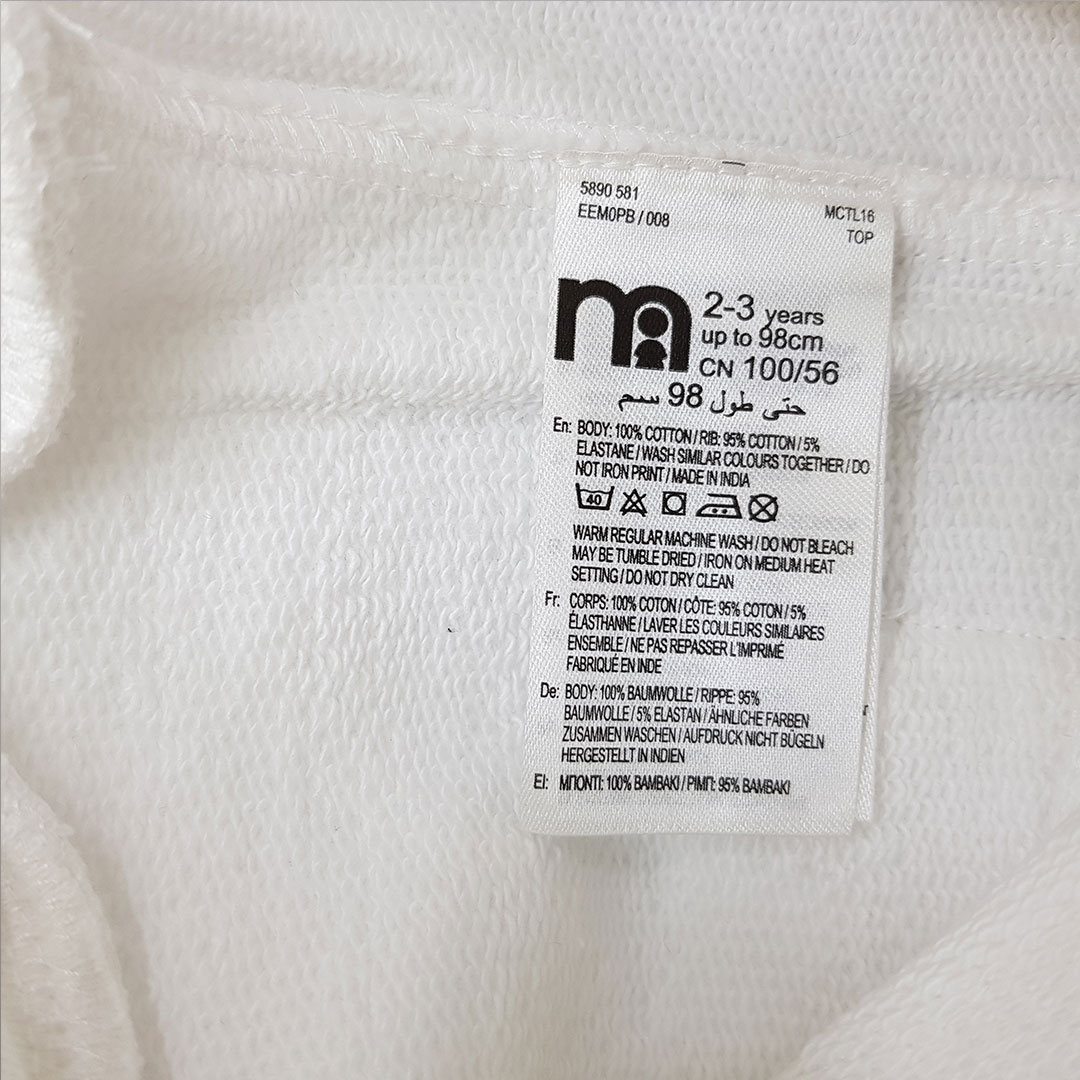 5890 581
EEM0PB / 008
MCTL16
TOP
2-3 years
up to 98cm
CN 100/56
حتى طول 98 سم
En: BODY: 100% COTTON / RIB: 95% COTTON / 5%
ELASTANE / WASH SIMILAR COLOURS TOGETHER / DO
NOT IRON PRINT / MADE IN INDIA
40
WARM REGULAR MACHINE WASH / DO NOT BLEACH
MAY BE TUMBLE DRIED / IRON ON MEDIUM HEAT
SETTING / DO NOT DRY CLEAN
Fr: CORPS: 100% COTON / CÔTE: 95% COTON / 5%
ÉLASTHANNE / LAVER LES COULEURS SIMILAIRES
ENSEMBLE / NE PAS REPASSER L'IMPRIMÉ
FABRIQUÉ EN INDE
De: BODY: 100% BAUMWOLLE / RIPPE: 95%
BAUMWOLLE / 5% ELASTAN / ÄHNLICHE FARBEN
ZUSAMMEN WASCHEN / AUFDRUCK NICHT BÜGELN
HERGESTELLT IN INDIEN
El: ΜΠΟΝΤΙ: 100% ΒΑΜΒΑΚΙ / ΡΙΜΠ: 95% ΒΑΜΒΑΚΙ